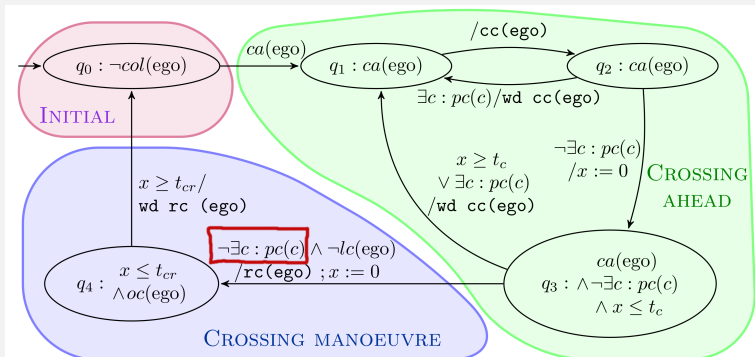 /cc(ego)
ca(ego)
q₀ : ¬col(ego)
q₁ : ca(ego)
q₂ : ca(ego)
∃c : pc(c)/wd cc(ego)
INITIAL
¬∃c : pc(c)
/x := 0
x ≥ t_c
∨ ∃c : pc(c)
/wd cc(ego)
CROSSING
AHEAD
x ≥ t_cr/
wd rc (ego)
¬∃c : pc(c) ∧ ¬lc(ego)
/rc(ego) ; x := 0
q₄ : x ≤ t_cr
∧oc(ego)
ca(ego)
q₃ : ∧¬∃c : pc(c)
∧ x ≤ t_c
CROSSING MANOEUVRE